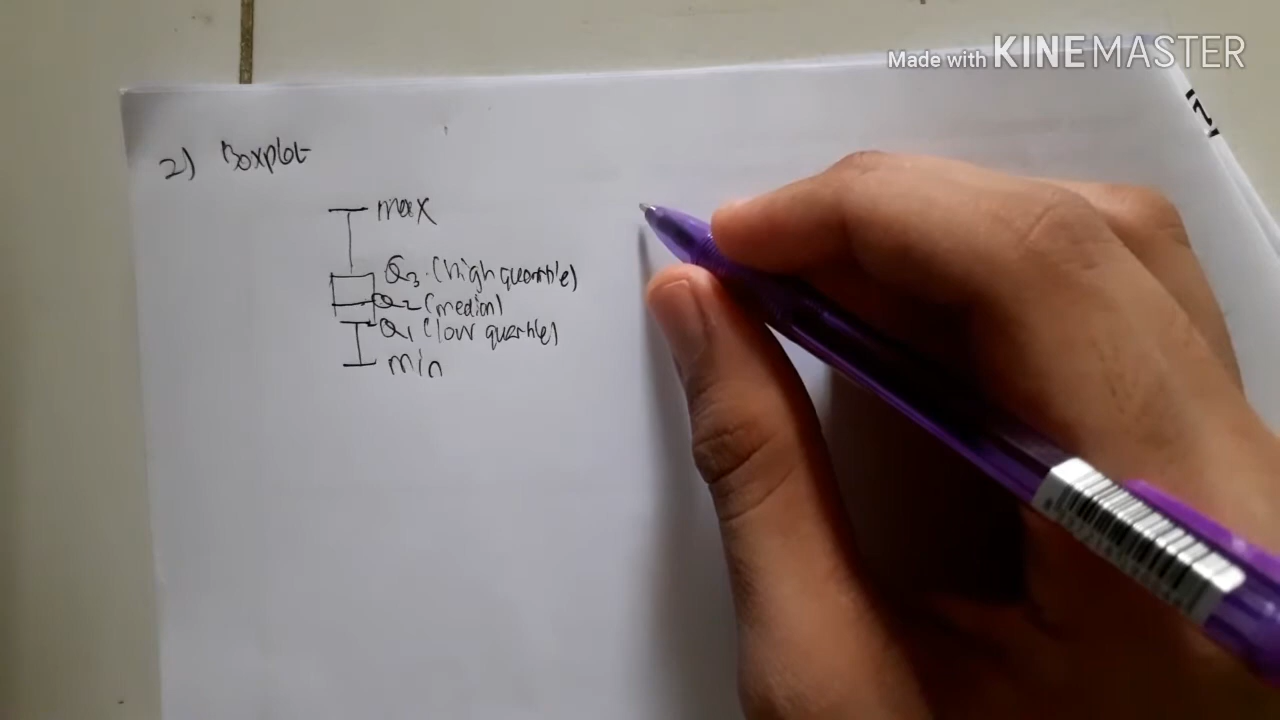 Made with KINEMASTER
2) Boxplot
max
Q3. (high quantile)
Q2 (median)
Q1 (low quantile)
min